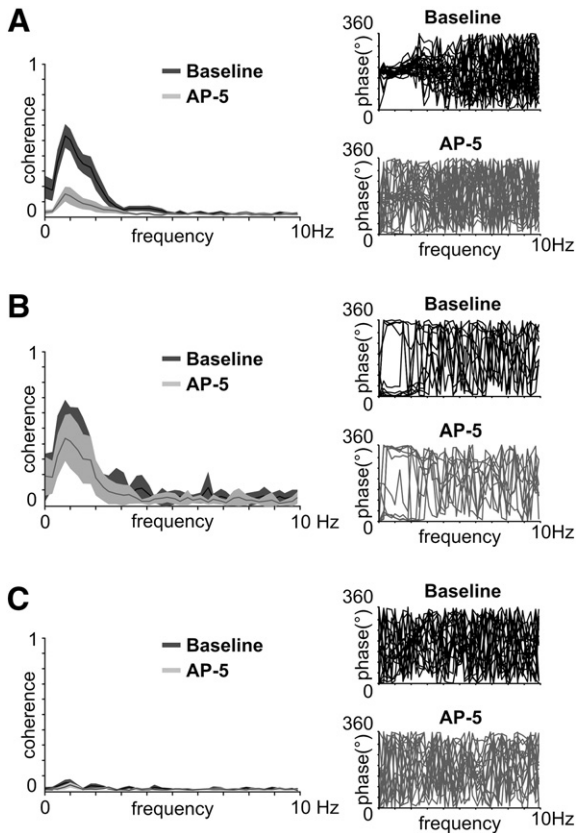 A
1
coherence
0
0
frequency
10Hz
Baseline
AP-5
Baseline
360
phase(°)
0
AP-5
360
phase(°)
0
frequency
10Hz
B
1
coherence
0
0
frequency
10 Hz
Baseline
AP-5
Baseline
360
phase(°)
0
AP-5
360
phase(°)
0
frequency
10Hz
C
1
coherence
0
0
frequency
10 Hz
Baseline
AP-5
Baseline
360
phase(°)
0
AP-5
360
phase(°)
0
frequency
10Hz